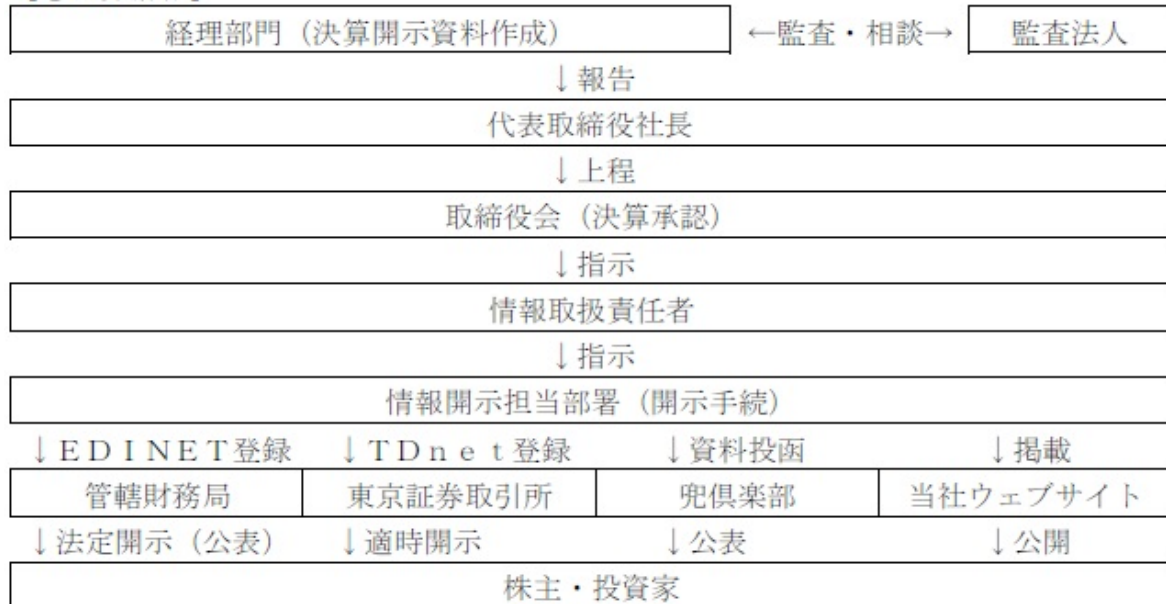 経理部門（決算開示資料作成） ←監査・相談→ 監査法人
↓報告
代表取締役社長
↓上程
取締役会（決算承認）
↓指示
情報取扱責任者
↓指示
情報開示担当部署（開示手続）
↓ＥＤＩＮＥＴ登録 ↓ＴＤｎｅｔ登録 ↓資料投函 ↓掲載
管轄財務局 東京証券取引所 兜倶楽部 当社ウェブサイト
↓法定開示（公表） ↓適時開示 ↓公表 ↓公開
株主・投資家